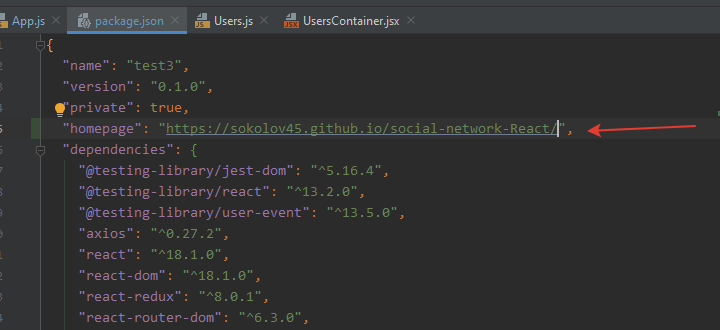 App.js × package.json × Users.js × UsersContainer.jsx ×
{
2 "name": "test3",
"version": "0.1.0",
"private": true,
"homepage": "https://sokolov45.github.io/social-network-React/",
"dependencies": {
"@testing-library/jest-dom": "^5.16.4",
"@testing-library/react": "^13.2.0",
"@testing-library/user-event": "^13.5.0",
"axios": "^0.27.2",
"react": "^18.1.0",
"react-dom": "^18.1.0",
"react-redux": "^8.0.1",
"react-router-dom": "^6.3.0",